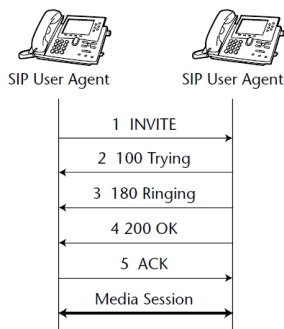 SIP User Agent
SIP User Agent
1 INVITE
2 100 Trying
3 180 Ringing
4 200 OK
5 ACK
Media Session